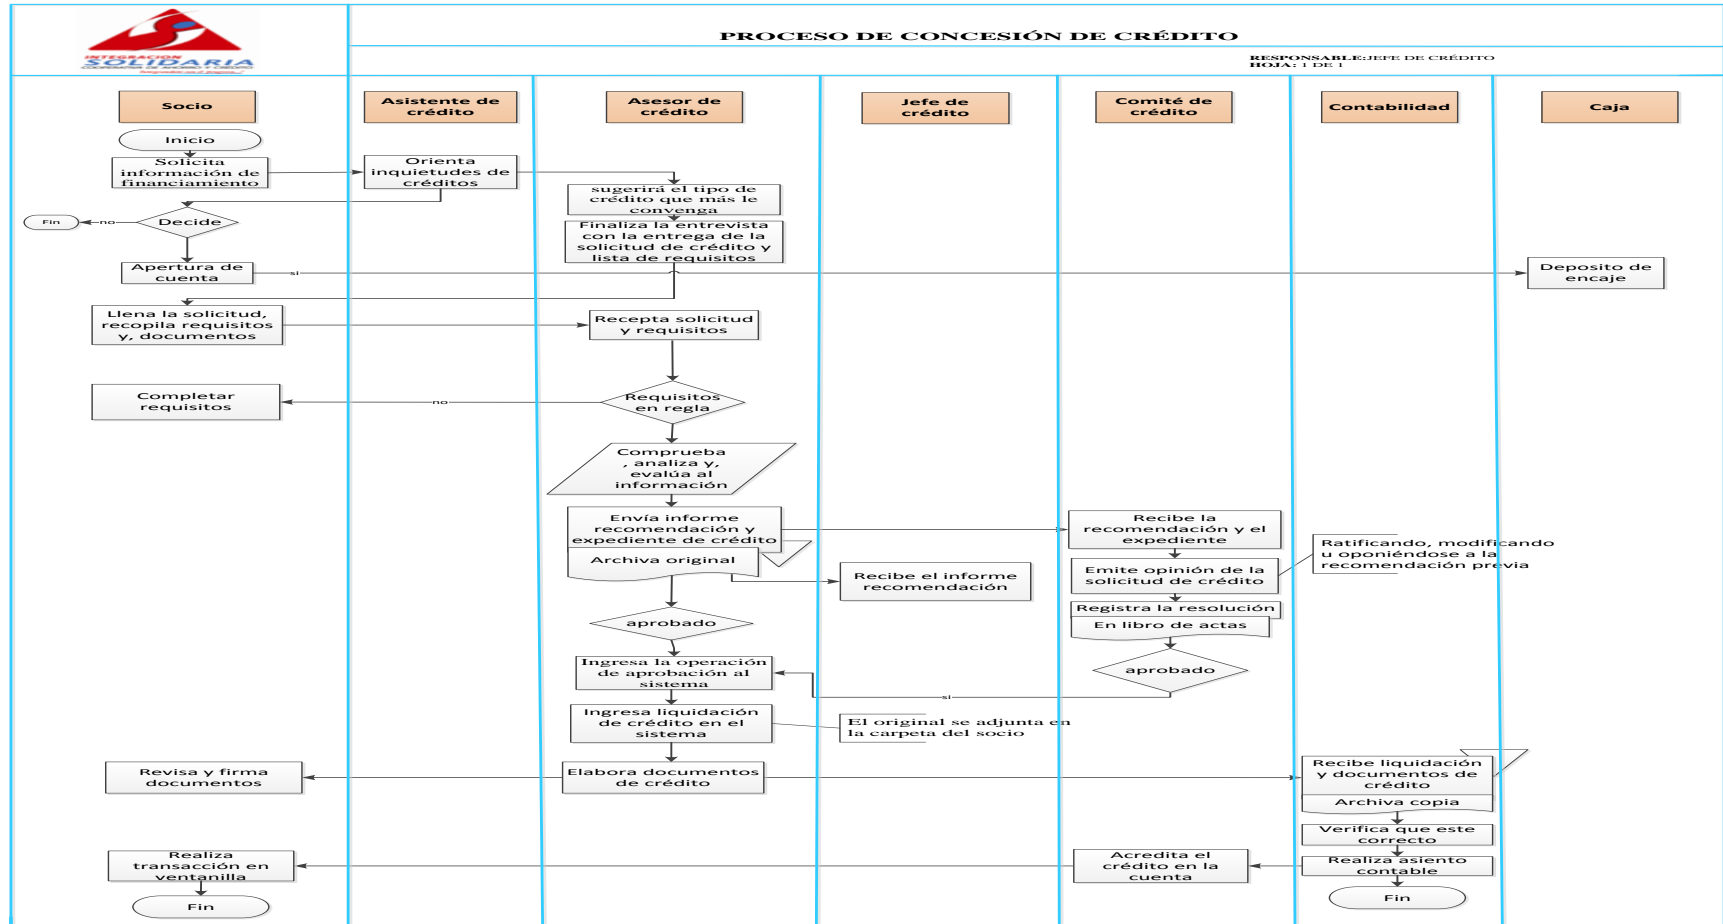 INTEGRACIÓN
SOLIDARIA
COOPERATIVA DE AHORRO Y CRÉDITO
PROCESO DE CONCESIÓN DE CRÉDITO
RESPONSABLE:JEFE DE CRÉDITO
HOJA: 1 DE 1
Socio
Asistente de
crédito
Asesor de
crédito
Jefe de
crédito
Comité de
crédito
Contabilidad
Caja
Inicio
Solicita
información de
financiamiento
Orienta
inquietudes de
créditos
sugerirá el tipo de
crédito que más le
convenga
Fin
no
Decide
Finaliza la entrevista
con la entrega de la
solicitud de crédito y
lista de requisitos
Apertura de
cuenta
si
Deposito de
encaje
Llena la solicitud,
recopila requisitos
y, documentos
Recepta solicitud
y requisitos
Completar
requisitos
no
Requisitos
en regla
Comprueba
, analiza y,
evalúa al
información
Envía informe
recomendación y
expediente de crédito
Archiva original
Recibe la
recomendación y el
expediente
Ratificando, modificando
u oponiéndose a la
recomendación previa
Emite opinión de la
solicitud de crédito
Recibe el informe
recomendación
Registra la resolución
En libro de actas
aprobado
aprobado
Ingresa la operación
de aprobación al
sistema
si
Ingresa liquidación
de crédito en el
sistema
El original se adjunta en
la carpeta del socio
Revisa y firma
documentos
Elabora documentos
de crédito
Recibe liquidación
y documentos de
crédito
Archiva copia
Verifica que este
correcto
Realiza
transacción en
ventanilla
Acredita el
crédito en la
cuenta
Realiza asiento
contable
Fin
Fin